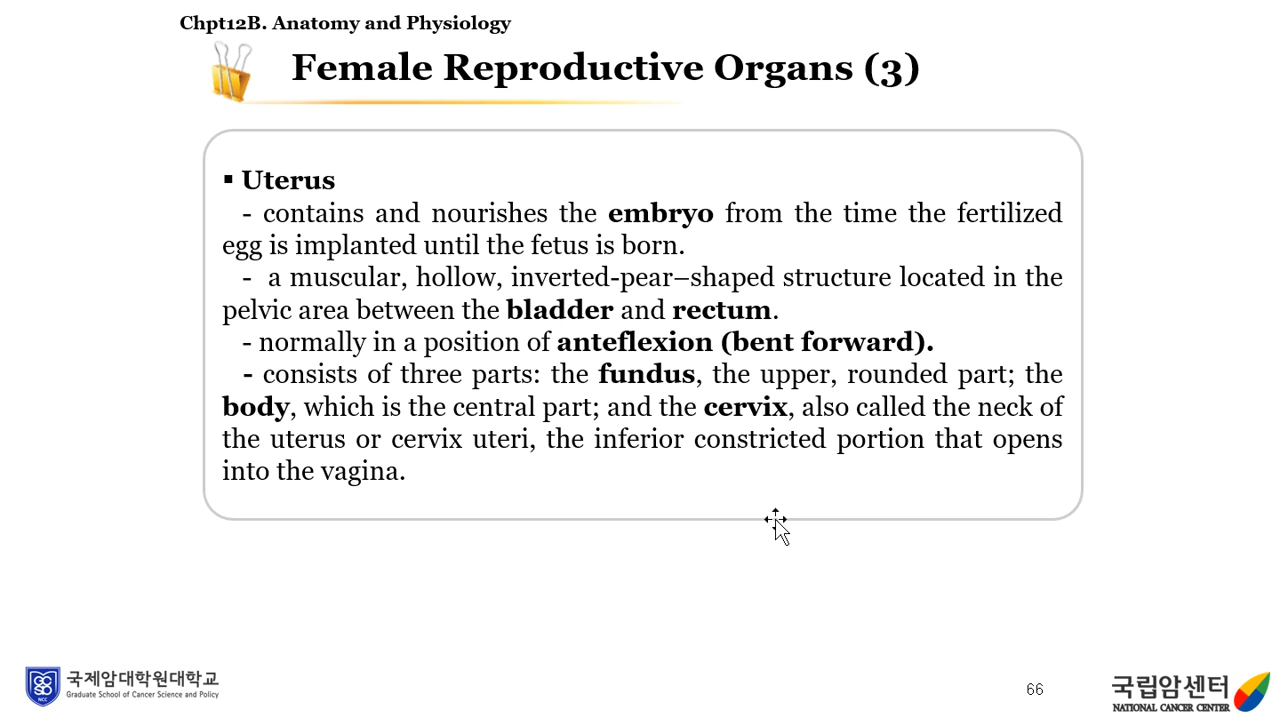 Chpt12B. Anatomy and Physiology
Female Reproductive Organs (3)
▪ Uterus
- contains and nourishes the embryo from the time the fertilized
egg is implanted until the fetus is born.
- a muscular, hollow, inverted-pear–shaped structure located in the
pelvic area between the bladder and rectum.
- normally in a position of anteflexion (bent forward).
- consists of three parts: the fundus, the upper, rounded part; the
body, which is the central part; and the cervix, also called the neck of
the uterus or cervix uteri, the inferior constricted portion that opens
into the vagina.
NCC
국제암대학원대학교
Graduate School of Cancer Science and Policy
66
국립암센터
NATIONAL CANCER CENTER